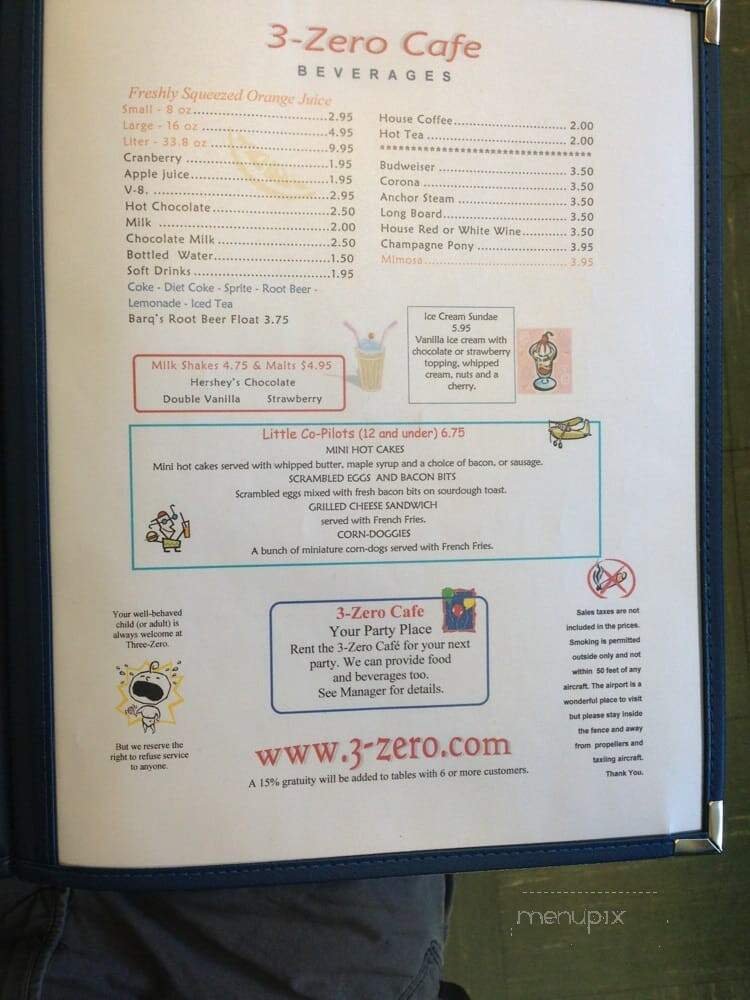 3-Zero Cafe
BEVERAGES
Freshly Squeezed Orange Juice
Small - 8 oz..............................2.95
Large - 16 oz ............................4.95
Liter - 33.8 oz ..........................9.95
Cranberry ................................1.95
Apple juice................................1.95
V-8. .........................................2.95
Hot Chocolate...........................2.50
Milk .........................................2.00
Chocolate Milk ..........................2.50
Bottled Water............................1.50
Soft Drinks ...............................1.95
Coke - Diet Coke - Sprite - Root Beer -
Lemonade - Iced Tea
Barq's Root Beer Float 3.75
House Coffee............................ 2.00
Hot Tea .................................. 2.00
************************************
Budweiser ................................ 3.50
Corona .................................... 3.50
Anchor Steam ........................... 3.50
Long Board............................... 3.50
House Red or White Wine........... 3.50
Champagne Pony ...................... 3.95
Mimosa.................................... 3.95
Ice Cream Sundae
5.95
Vanilla ice cream with
chocolate or strawberry
topping, whipped
cream, nuts and a
cherry.
Milk Shakes 4.75 & Malts $4.95
Hershey's Chocolate
Double Vanilla Strawberry
Little Co-Pilots (12 and under) 6.75
MINI HOT CAKES
Mini hot cakes served with whipped butter, maple syrup and a choice of bacon, or sausage.
SCRAMBLED EGGS AND BACON BITS
Scrambled eggs mixed with fresh bacon bits on sourdough toast.
GRILLED CHEESE SANDWICH
served with French Fries.
CORN-DOGGIES
A bunch of miniature corn-dogs served with French Fries.
Your well-behaved
child (or adult) is
always welcome at
Three-Zero.
But we reserve the
right to refuse service
to anyone.
3-Zero Cafe
Your Party Place
Rent the 3-Zero Café for your next
party. We can provide food
and beverages too.
See Manager for details.
Sales taxes are not
included in the prices.
Smoking is permitted
outside only and not
within 50 feet of any
aircraft. The airport is a
wonderful place to visit
but please stay inside
the fence and away
from propellers and
taxiing aircraft.
Thank You.
www.3-zero.com
A 15% gratuity will be added to tables with 6 or more customers.
menupix